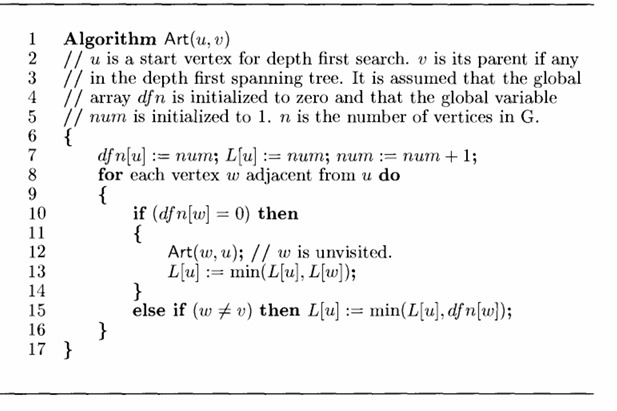 1 Algorithm Art(u, v)
2 // u is a start vertex for depth first search. v is its parent if any
3 // in the depth first spanning tree. It is assumed that the global
4 // array dfn is initialized to zero and that the global variable
5 // num is initialized to 1. n is the number of vertices in G.
6 {
7 dfn[u] := num; L[u] := num; num := num + 1;
8 for each vertex w adjacent from u do
9 {
10 if (dfn[w] = 0) then
11 {
12 Art(w, u); // w is unvisited.
13 L[u] := min(L[u], L[w]);
14 }
15 else if (w ≠ v) then L[u] := min(L[u], dfn[w]);
16 }
17 }